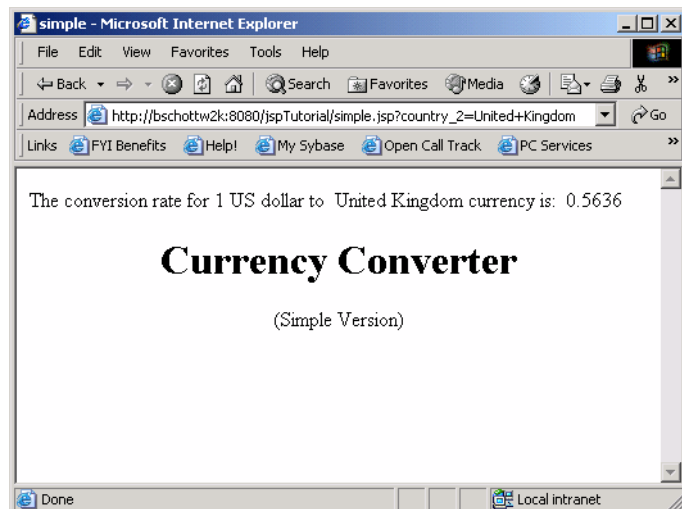 simple - Microsoft Internet Explorer
File Edit View Favorites Tools Help
Back Search Favorites Media »
Address http://bschottw2k:8080/jspTutorial/simple.jsp?country_2=United+Kingdom Go
Links FYI Benefits Help! My Sybase Open Call Track PC Services »
The conversion rate for 1 US dollar to United Kingdom currency is: 0.5636
Currency Converter
(Simple Version)
Done Local intranet